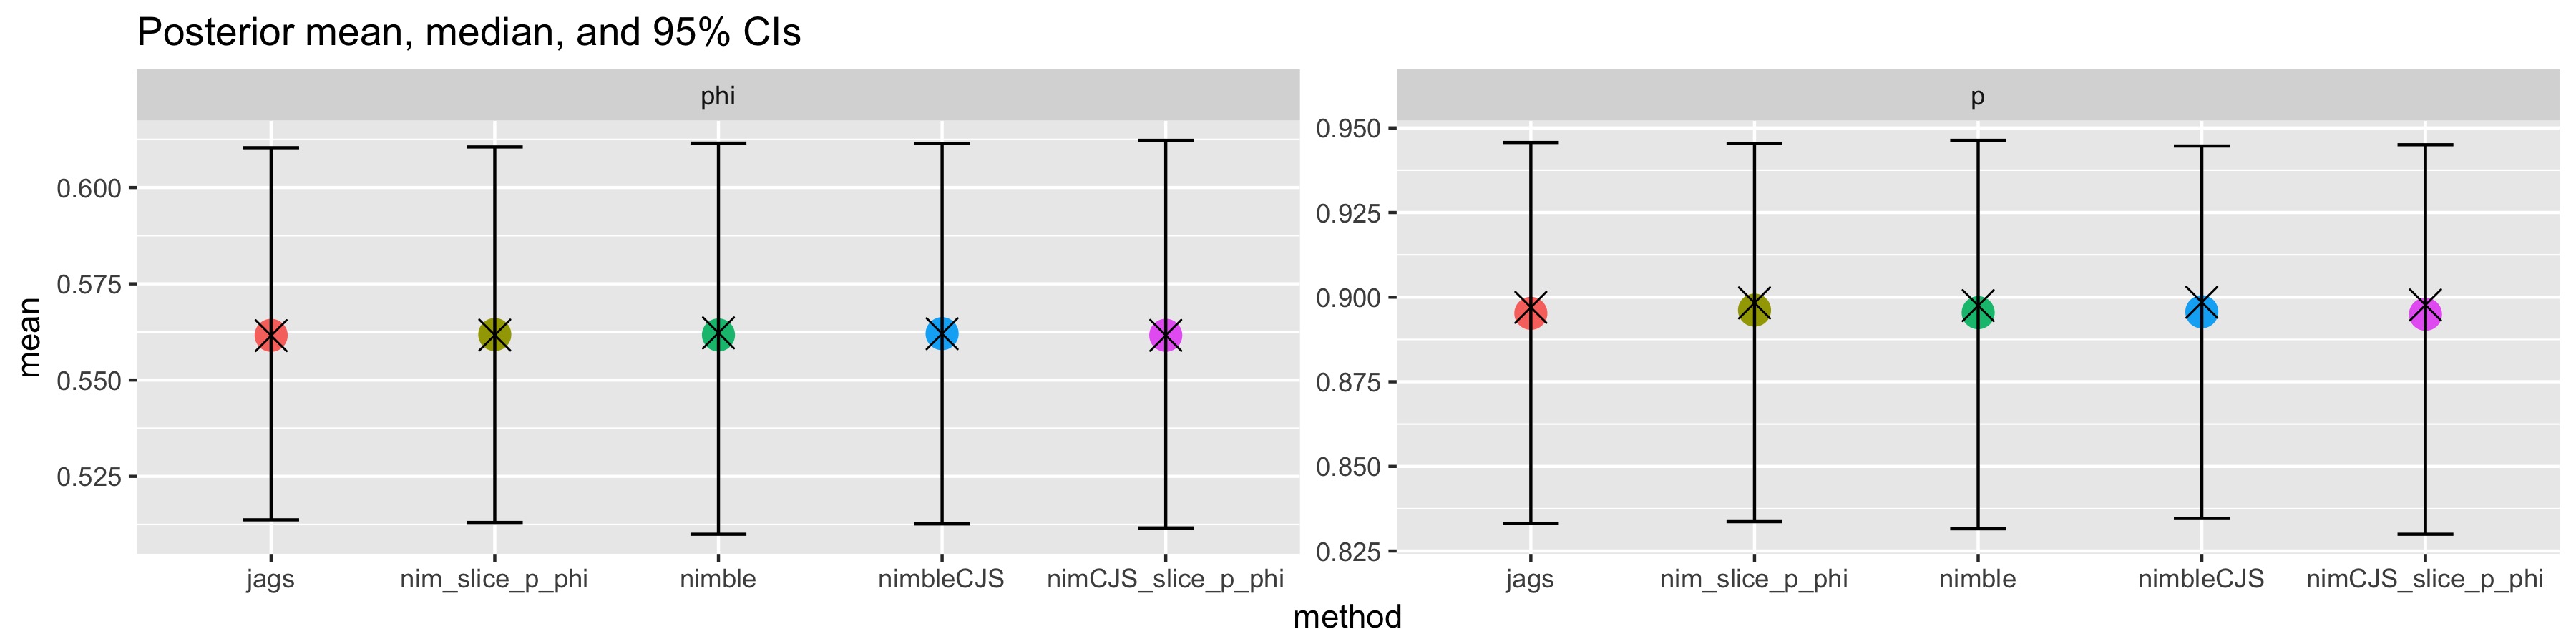 Posterior mean, median, and 95% CIs
phi
p
mean
0.600
0.575
0.550
0.525
0.950
0.925
0.900
0.875
0.850
0.825
jags nim_slice_p_phi nimble nimbleCJS nimCJS_slice_p_phi
jags nim_slice_p_phi nimble nimbleCJS nimCJS_slice_p_phi
method